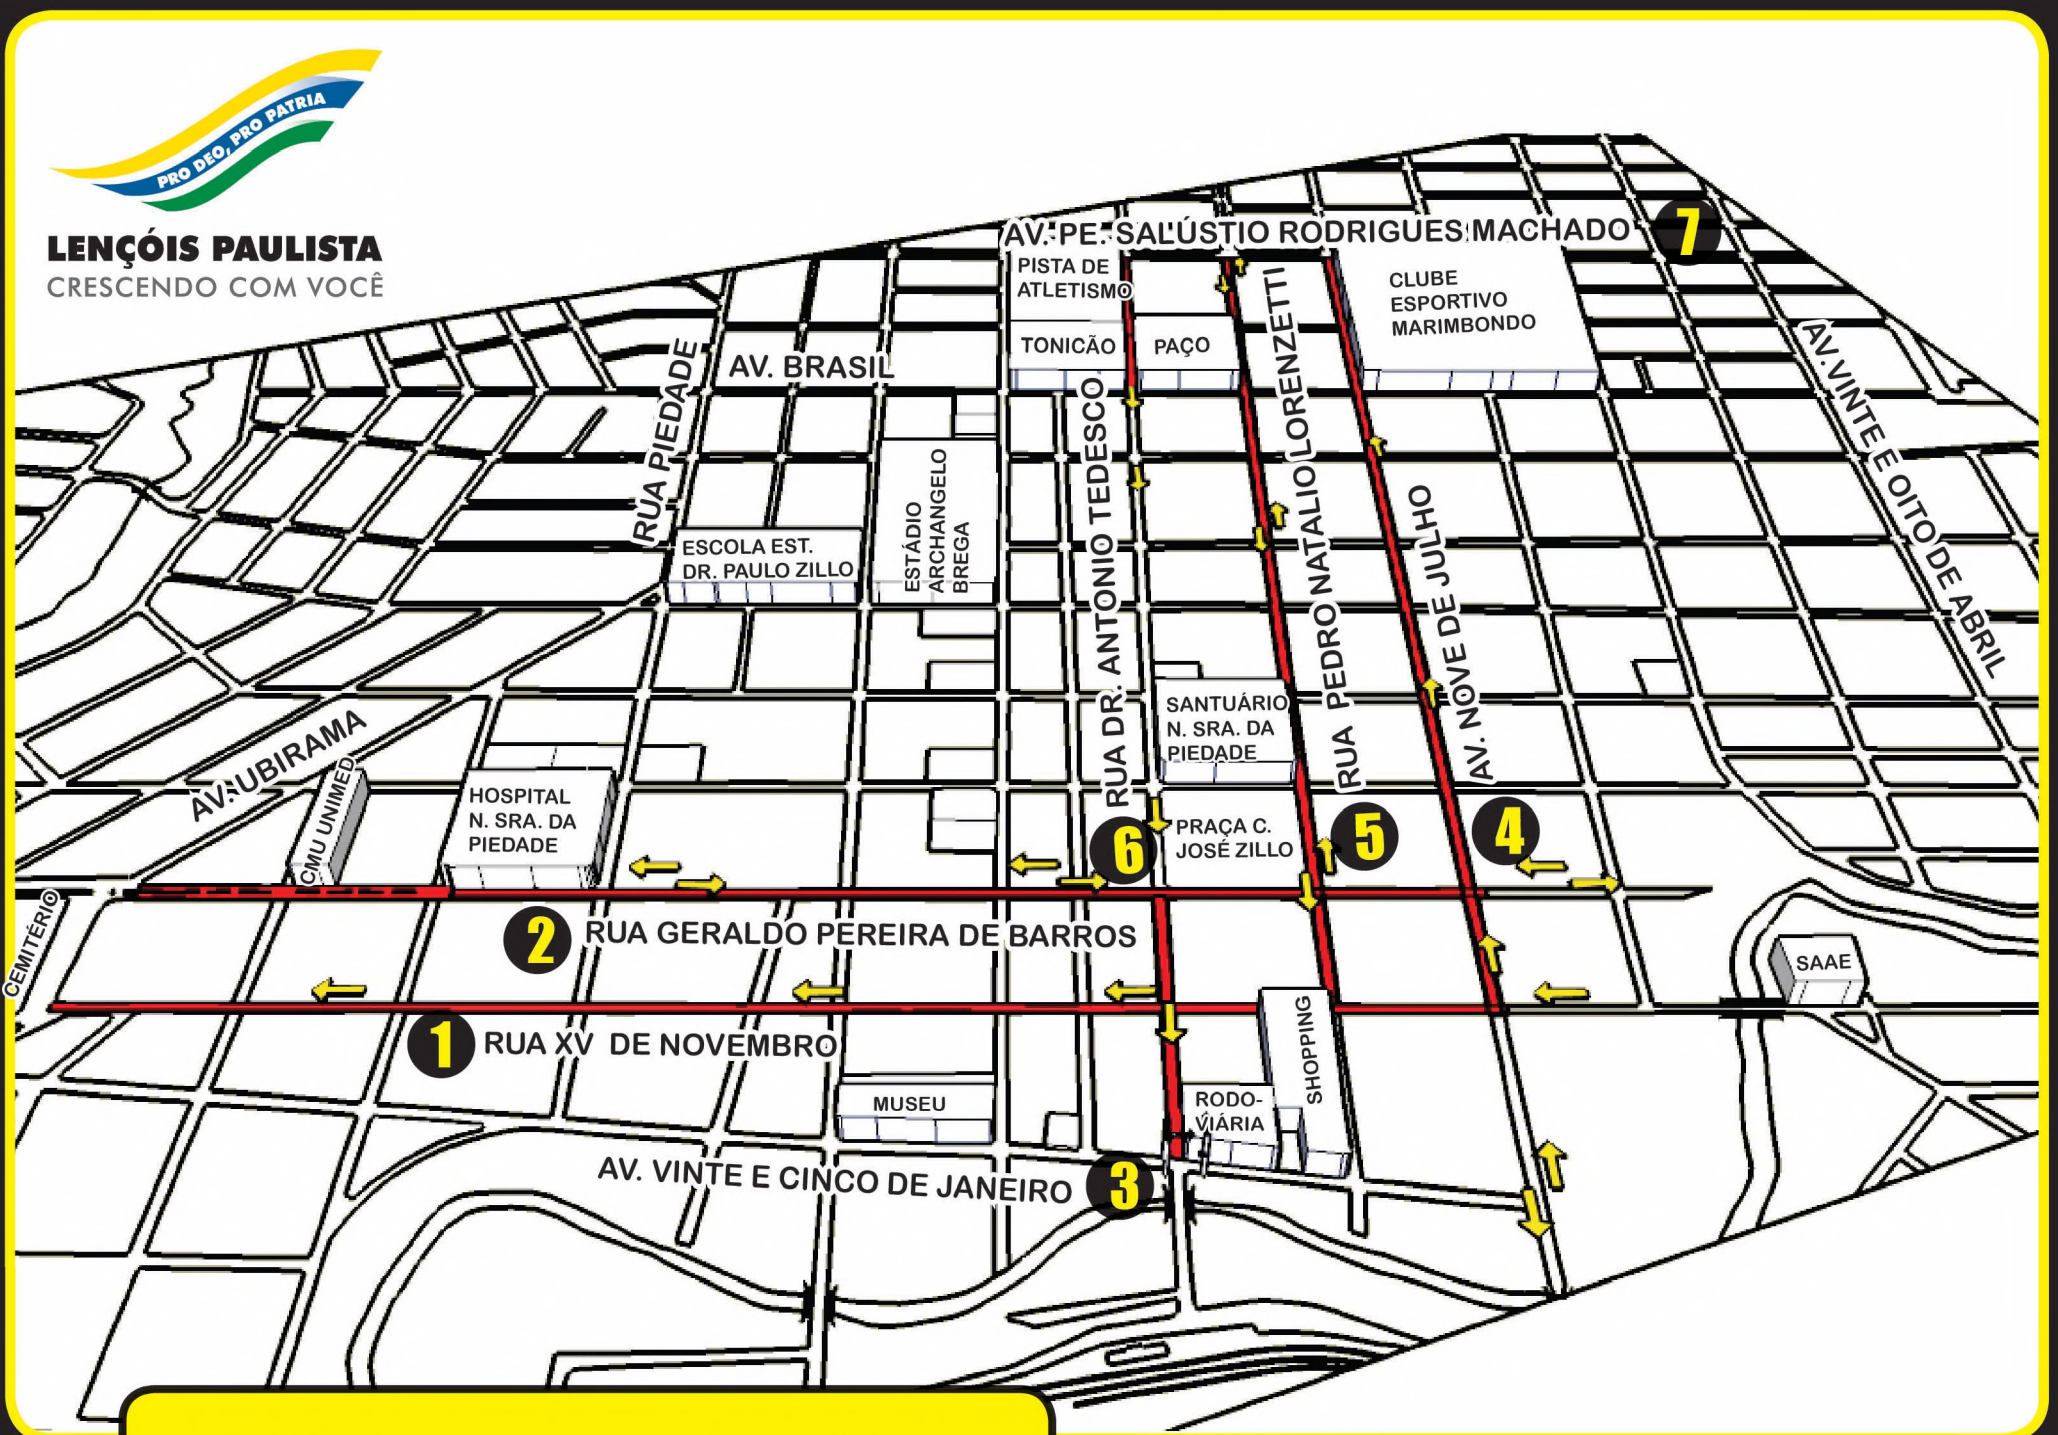 PRO DEO, PRO PATRIA
LENÇÓIS PAULISTA
CRESCENDO COM VOCÊ
AV. PE. SALÚSTIO RODRIGUES MACHADO
7
PISTA DE
ATLETISMO
CLUBE
ESPORTIVO
MARIMBONDO
TONICÃO
PAÇO
AV. BRASIL
RUA PIEDADE
RUA DR. ANTONIO TEDESCO
RUA PEDRO NATALIO LORENZETTI
AV. NOVE DE JULHO
AV. VINTE E OITO DE ABRIL
ESTÁDIO
ARCHANGELO
BREGA
ESCOLA EST.
DR. PAULO ZILLO
SANTUÁRIO
N. SRA. DA
PIEDADE
AV. UBIRAMA
CMU UNIMED
HOSPITAL
N. SRA. DA
PIEDADE
6
PRAÇA C.
JOSÉ ZILLO
5
4
CEMITÉRIO
2
RUA GERALDO PEREIRA DE BARROS
SAAE
1
RUA XV DE NOVEMBRO
SHOPPING
MUSEU
RODO-
VIÁRIA
AV. VINTE E CINCO DE JANEIRO
3